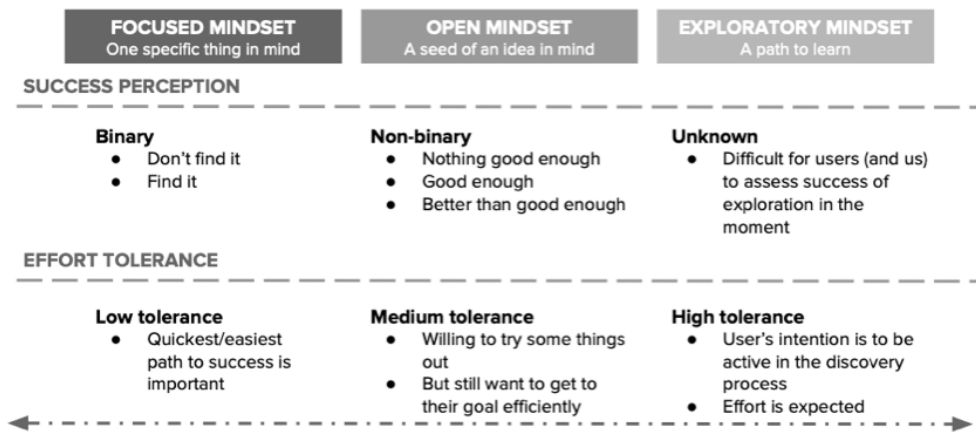 FOCUSED MINDSET
One specific thing in mind
OPEN MINDSET
A seed of an idea in mind
EXPLORATORY MINDSET
A path to learn
SUCCESS PERCEPTION
Binary
● Don't find it
● Find it
Non-binary
● Nothing good enough
● Good enough
● Better than good enough
Unknown
● Difficult for users (and us)
to assess success of
exploration in the
moment
EFFORT TOLERANCE
Low tolerance
● Quickest/easiest
path to success is
important
Medium tolerance
● Willing to try some things
out
● But still want to get to
their goal efficiently
High tolerance
● User's intention is to be
active in the discovery
process
● Effort is expected